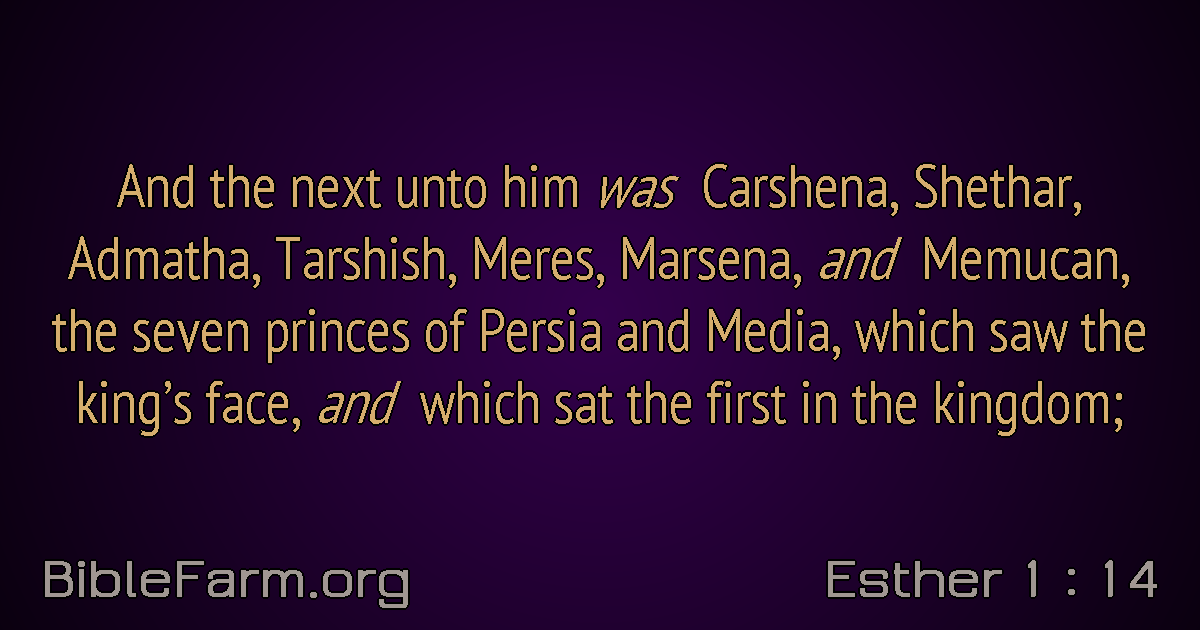 And the next unto him was Carshena, Shethar,
Admatha, Tarshish, Meres, Marsena, and Memucan,
the seven princes of Persia and Media, which saw the
king’s face, and which sat the first in the kingdom;
BibleFarm.org
Esther 1 : 14